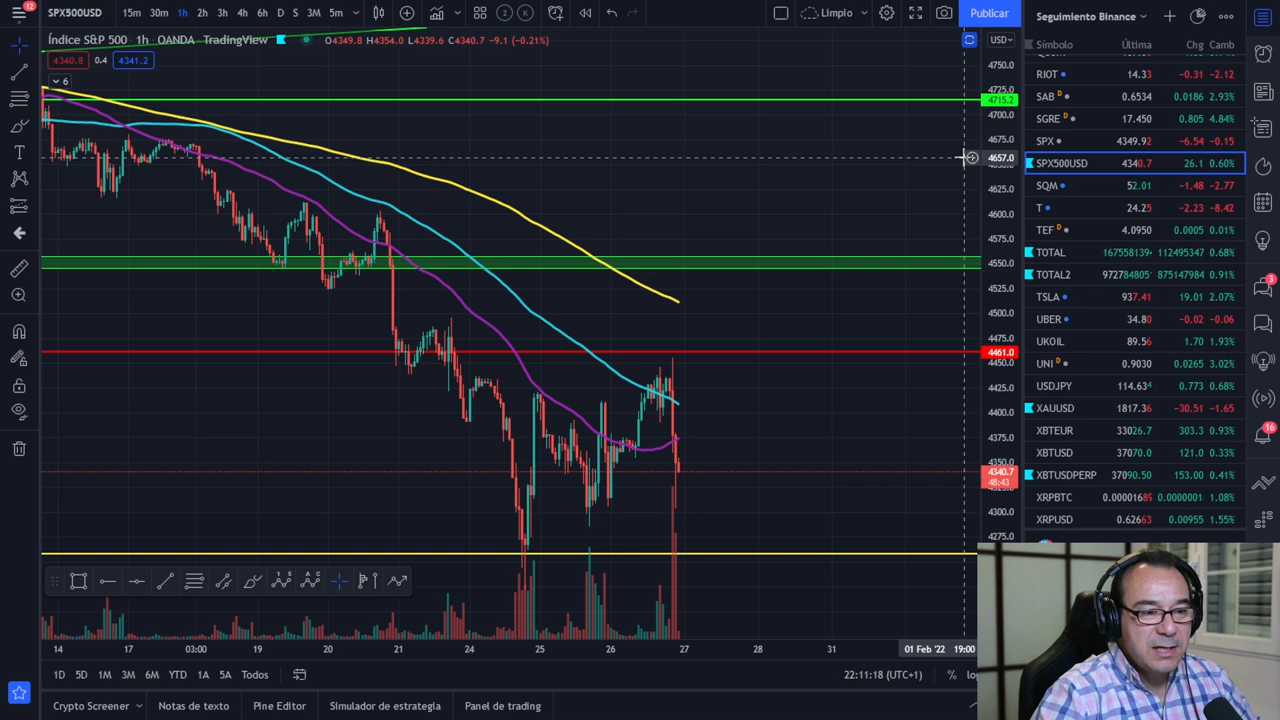 12
SPX500USD 15m 30m 1h 2h 3h 4h 6h D S 3M 5m 2 K Limpio Publicar
Índice S&P 500 1h OANDA TradingView O4349.8 H4354.0 L4339.6 C4340.7 −9.1 (−0.21%)
4340.8 0.4 4341.2
6
USD
4750.0
4725.0
4715.2
4700.0
4675.0
4657.0
4625.0
4600.0
4575.0
4550.0
4525.0
4500.0
4475.0
4461.0
4450.0
4425.0
4400.0
4375.0
4350.0
4340.7
48:43
4300.0
4275.0
14 17 03:00 19 20 21 24 25 26 27 28 31 01 Feb '22 19:00
1D 5D 1M 3M 6M YTD 1A 5A Todos 22:11:18 (UTC+1) %
Crypto Screener Notas de texto Pine Editor Simulador de estrategia Panel de trading
Seguimiento Binance
Símbolo Última Chg Camb
RIOT 14.33 −0.31 −2.12
SAB D 0.6534 0.0186 2.93%
SGRE D 17.450 0.805 4.84%
SPX 4349.92 −6.54 −0.15
SPX500USD 4340.7 26.1 0.60%
SQM 52.01 −1.48 −2.77
T 24.25 −2.23 −8.42
TEF D 4.0950 0.0005 0.01%
TOTAL 167558139 112495347 0.68%
TOTAL2 972784805 875147984 0.91%
TSLA 937.41 19.01 2.07%
UBER 34.80 −0.02 −0.06
UKOIL 89.56 1.70 1.93%
UNI D 0.9030 0.0265 3.02%
USDJPY 114.634 0.773 0.68%
XAUUSD 1817.36 −30.51 −1.65
XBTEUR 33026.7 303.3 0.93%
XBTUSD 37070.0 121.0 0.33%
XBTUSDPERP 37090.50 153.00 0.41%
XRPBTC 0.00001689 0.0000001 1.08%
XRPUSD 0.62663 0.00955 1.55%
3
16